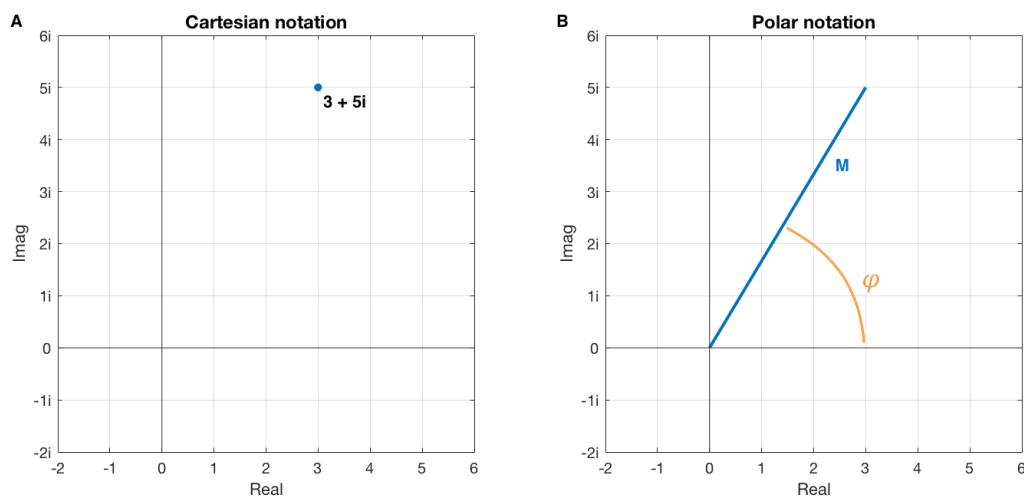 A
Cartesian notation
6i
5i
4i
3i
2i
1i
0
-1i
-2i
Imag
3 + 5i
-2 -1 0 1 2 3 4 5 6
Real
B
Polar notation
6i
5i
4i
3i
2i
1i
0
-1i
-2i
Imag
M
φ
-2 -1 0 1 2 3 4 5 6
Real